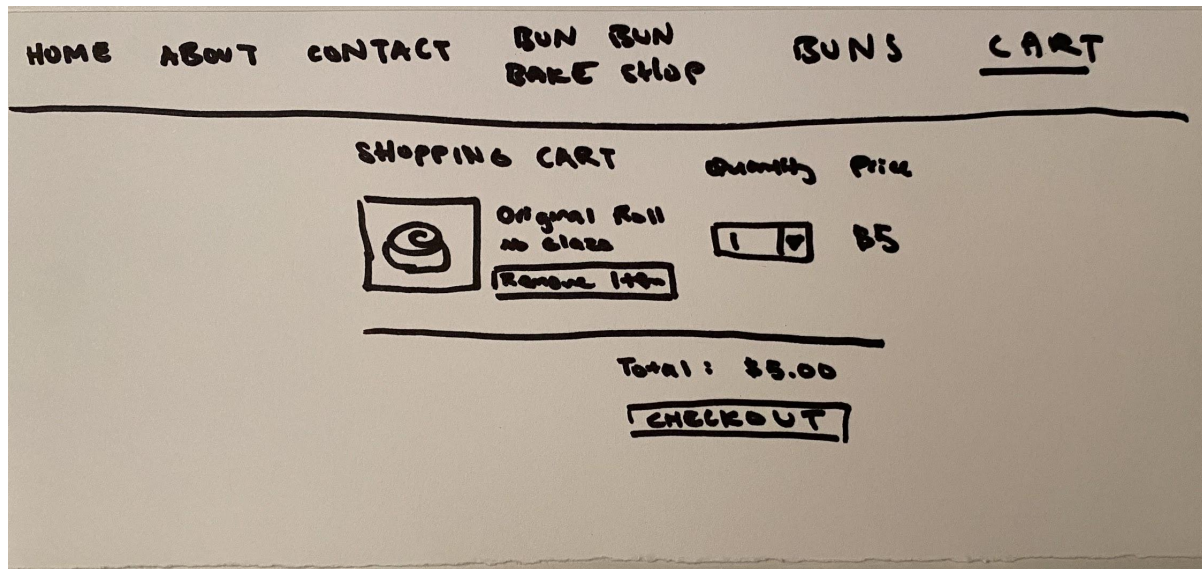 HOME ABOUT CONTACT BUN BUN BAKE SHOP BUNS CART
SHOPPING CART Quantity Price
Original Roll
no Glaze
1 $5
Remove Item
Total: $5.00
CHECKOUT